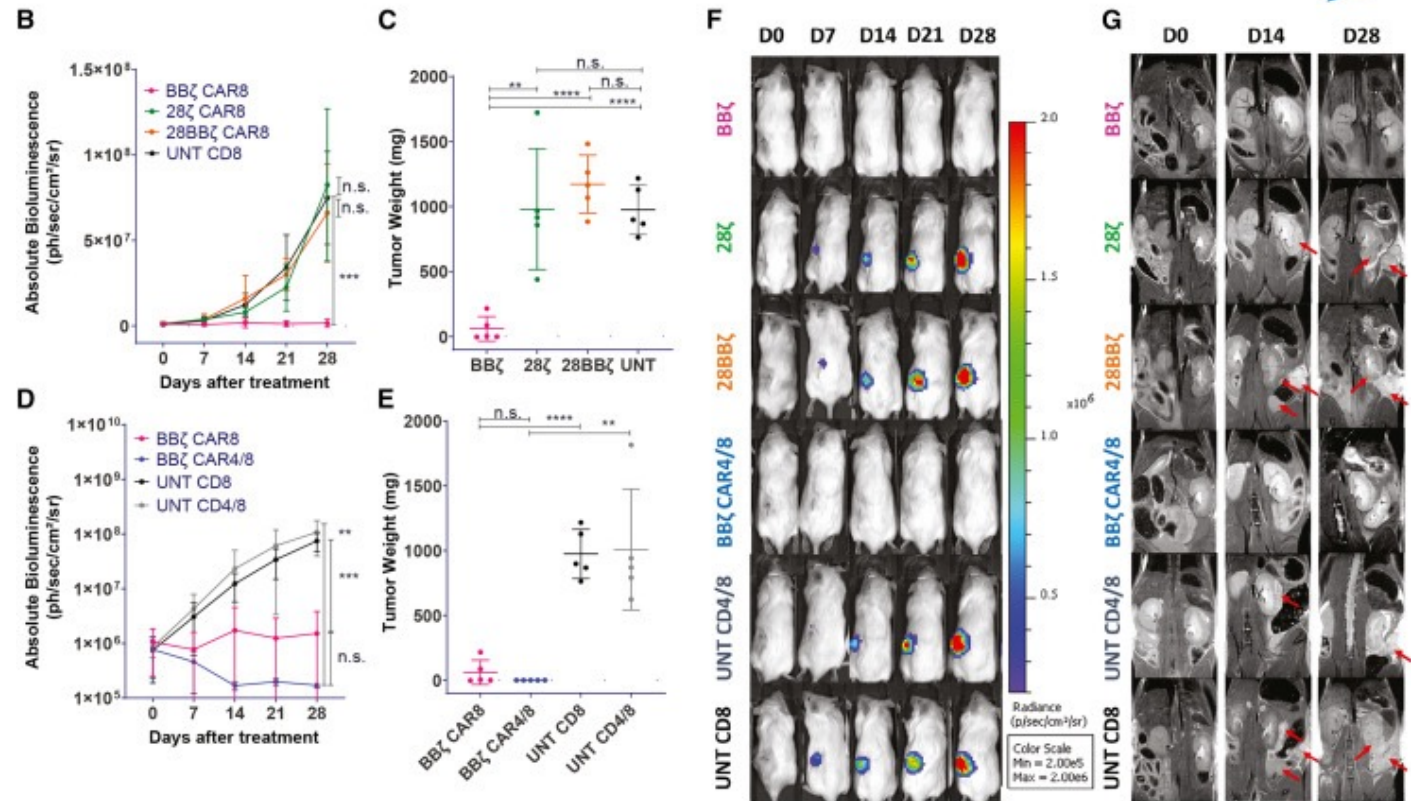 B
1.5×10⁸
1×10⁸
5×10⁷
0
Absolute Bioluminescence
(ph/sec/cm²/sr)
BBζ CAR8
28ζ CAR8
28BBζ CAR8
UNT CD8
n.s.
n.s.
***
0 7 14 21 28
Days after treatment
C
2000
1500
1000
500
0
Tumor Weight (mg)
n.s.
** n.s.
****
****
BBζ 28ζ 28BBζ UNT
D
1×10¹⁰
1×10⁹
1×10⁸
1×10⁷
1×10⁶
1×10⁵
Absolute Bioluminescence
(ph/sec/cm²/sr)
BBζ CAR8
BBζ CAR4/8
UNT CD8
UNT CD4/8
**
***
n.s.
0 7 14 21 28
Days after treatment
E
2000
1500
1000
500
0
Tumor Weight (mg)
n.s. **** **
BBζ CAR8
BBζ CAR4/8
UNT CD8
UNT CD4/8
F
D0 D7 D14 D21 D28
BBζ
28ζ
28BBζ
BBζ CAR4/8
UNT CD4/8
UNT CD8
2.0
1.5
x10⁶
1.0
0.5
Radiance
(p/sec/cm²/sr)
Color Scale
Min = 2.00e5
Max = 2.00e6
G
D0 D14 D28
BBζ
28ζ
28BBζ
BBζ CAR4/8
UNT CD4/8
UNT CD8